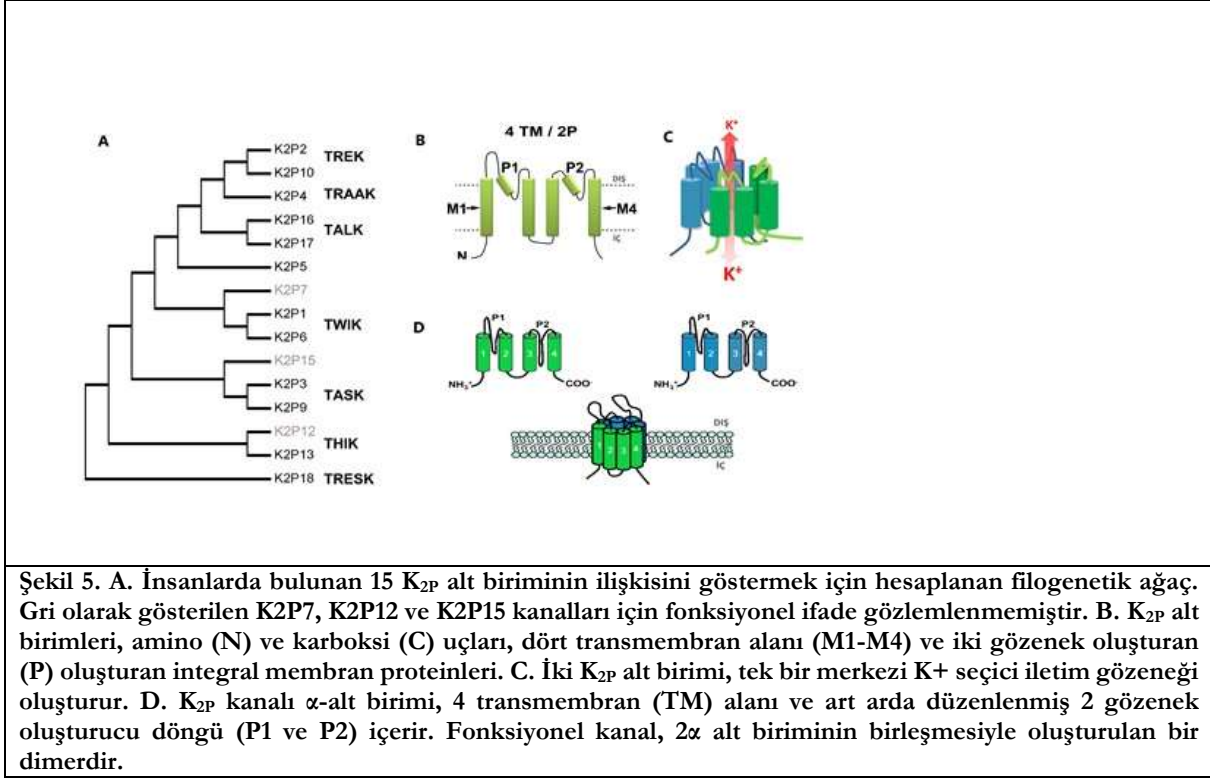 A
K2P2
TREK
K2P10
K2P4 TRAAK
K2P16
TALK
K2P17
K2P5
K2P7
K2P1
TWIK
K2P6
K2P15
K2P3
TASK
K2P9
K2P12
THIK
K2P13
K2P18 TRESK
B
4 TM / 2P
P1 P2
DIŞ
M1 M4
İÇ
N
C
K⁺
K⁺
D
P1 P2
1 2 3 4
NH₃⁺ COO⁻
P1 P2
1 2 3 4
NH₃⁺ COO⁻
DIŞ
1 2 3 4
İÇ
Şekil 5. A. İnsanlarda bulunan 15 K₂ₚ alt biriminin ilişkisini göstermek için hesaplanan filogenetik ağaç.
Gri olarak gösterilen K2P7, K2P12 ve K2P15 kanalları için fonksiyonel ifade gözlemlenmemiştir. B. K₂ₚ alt
birimleri, amino (N) ve karboksi (C) uçları, dört transmembran alanı (M1-M4) ve iki gözenek oluşturan
(P) oluşturan integral membran proteinleri. C. İki K₂ₚ alt birimi, tek bir merkezi K+ seçici iletim gözeneği
oluşturur. D. K₂ₚ kanalı α-alt birimi, 4 transmembran (TM) alanı ve art arda düzenlenmiş 2 gözenek
oluşturucu döngü (P1 ve P2) içerir. Fonksiyonel kanal, 2α alt biriminin birleşmesiyle oluşturulan bir
dimerdir.